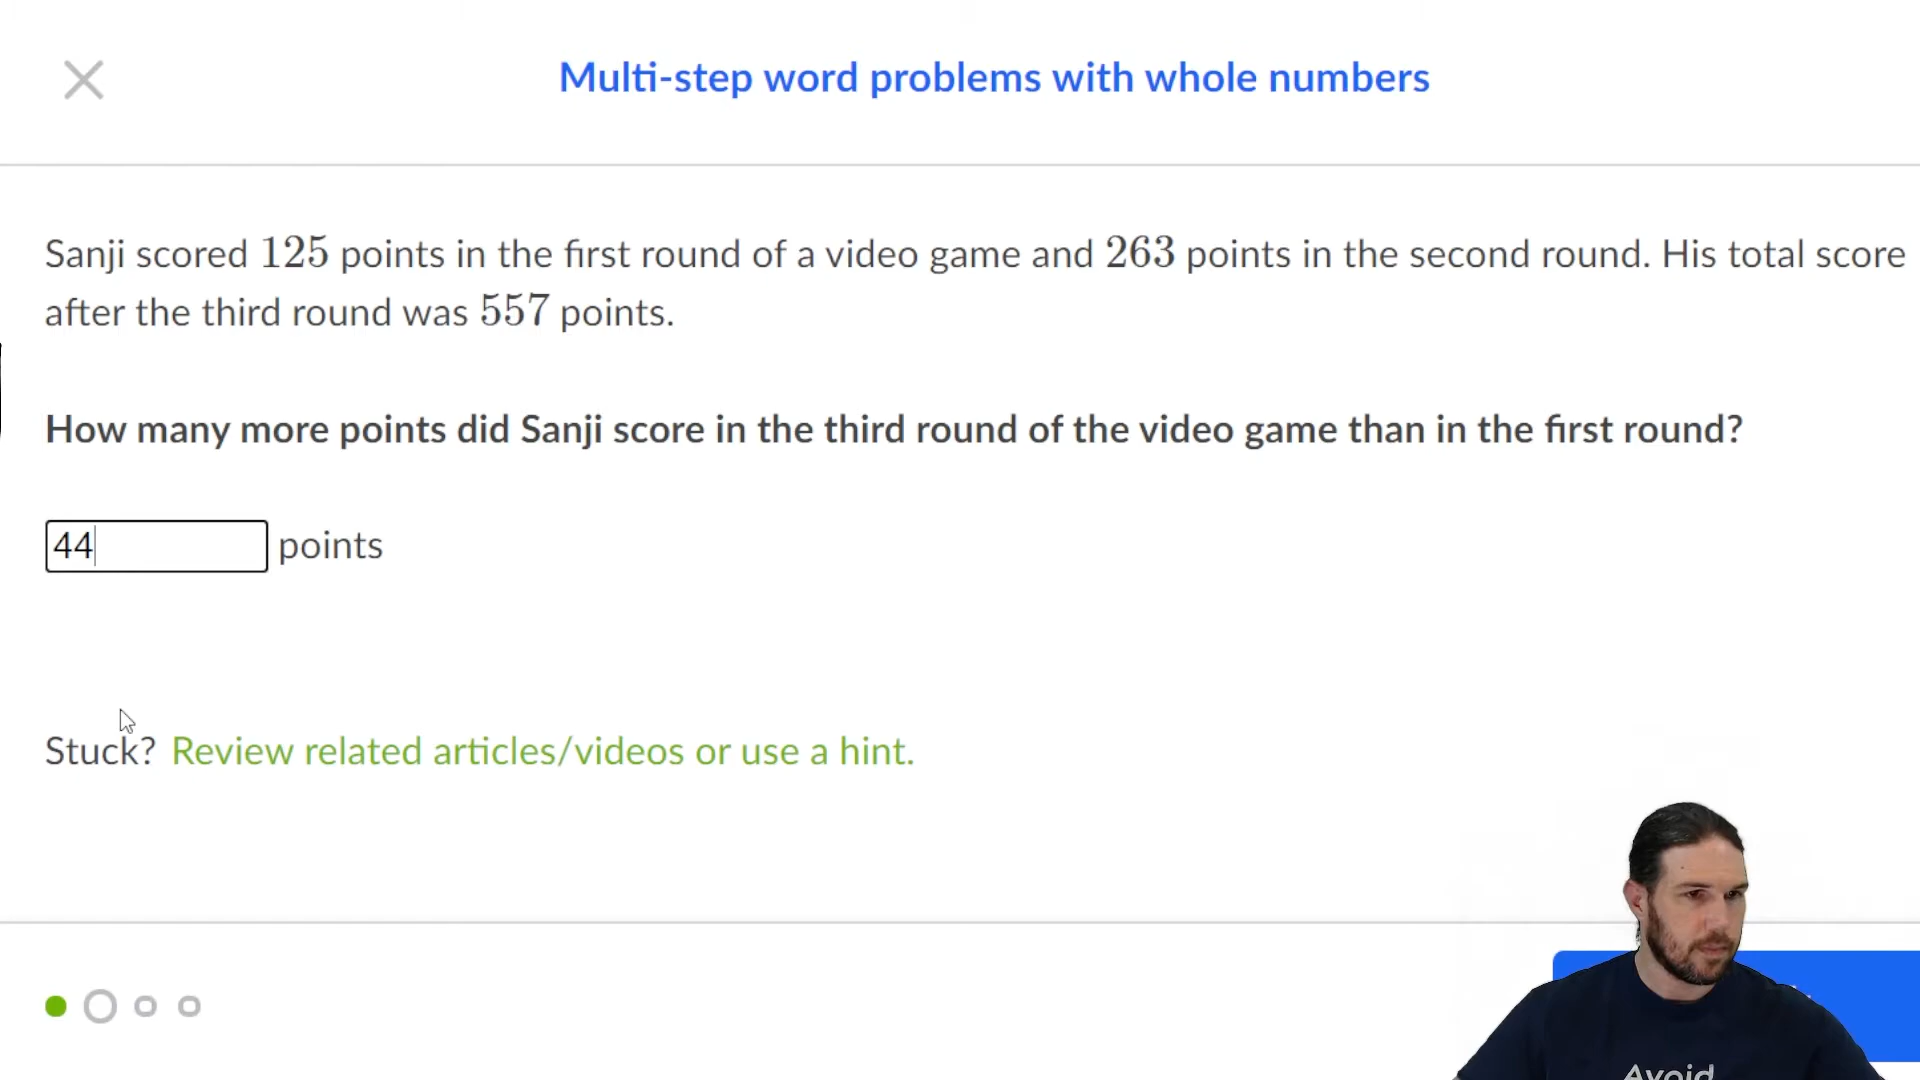 Multi-step word problems with whole numbers
Sanji scored 125 points in the first round of a video game and 263 points in the second round. His total score
after the third round was 557 points.
How many more points did Sanji score in the third round of the video game than in the first round?
44 points
Stuck? Review related articles/videos or use a hint.
Avoid